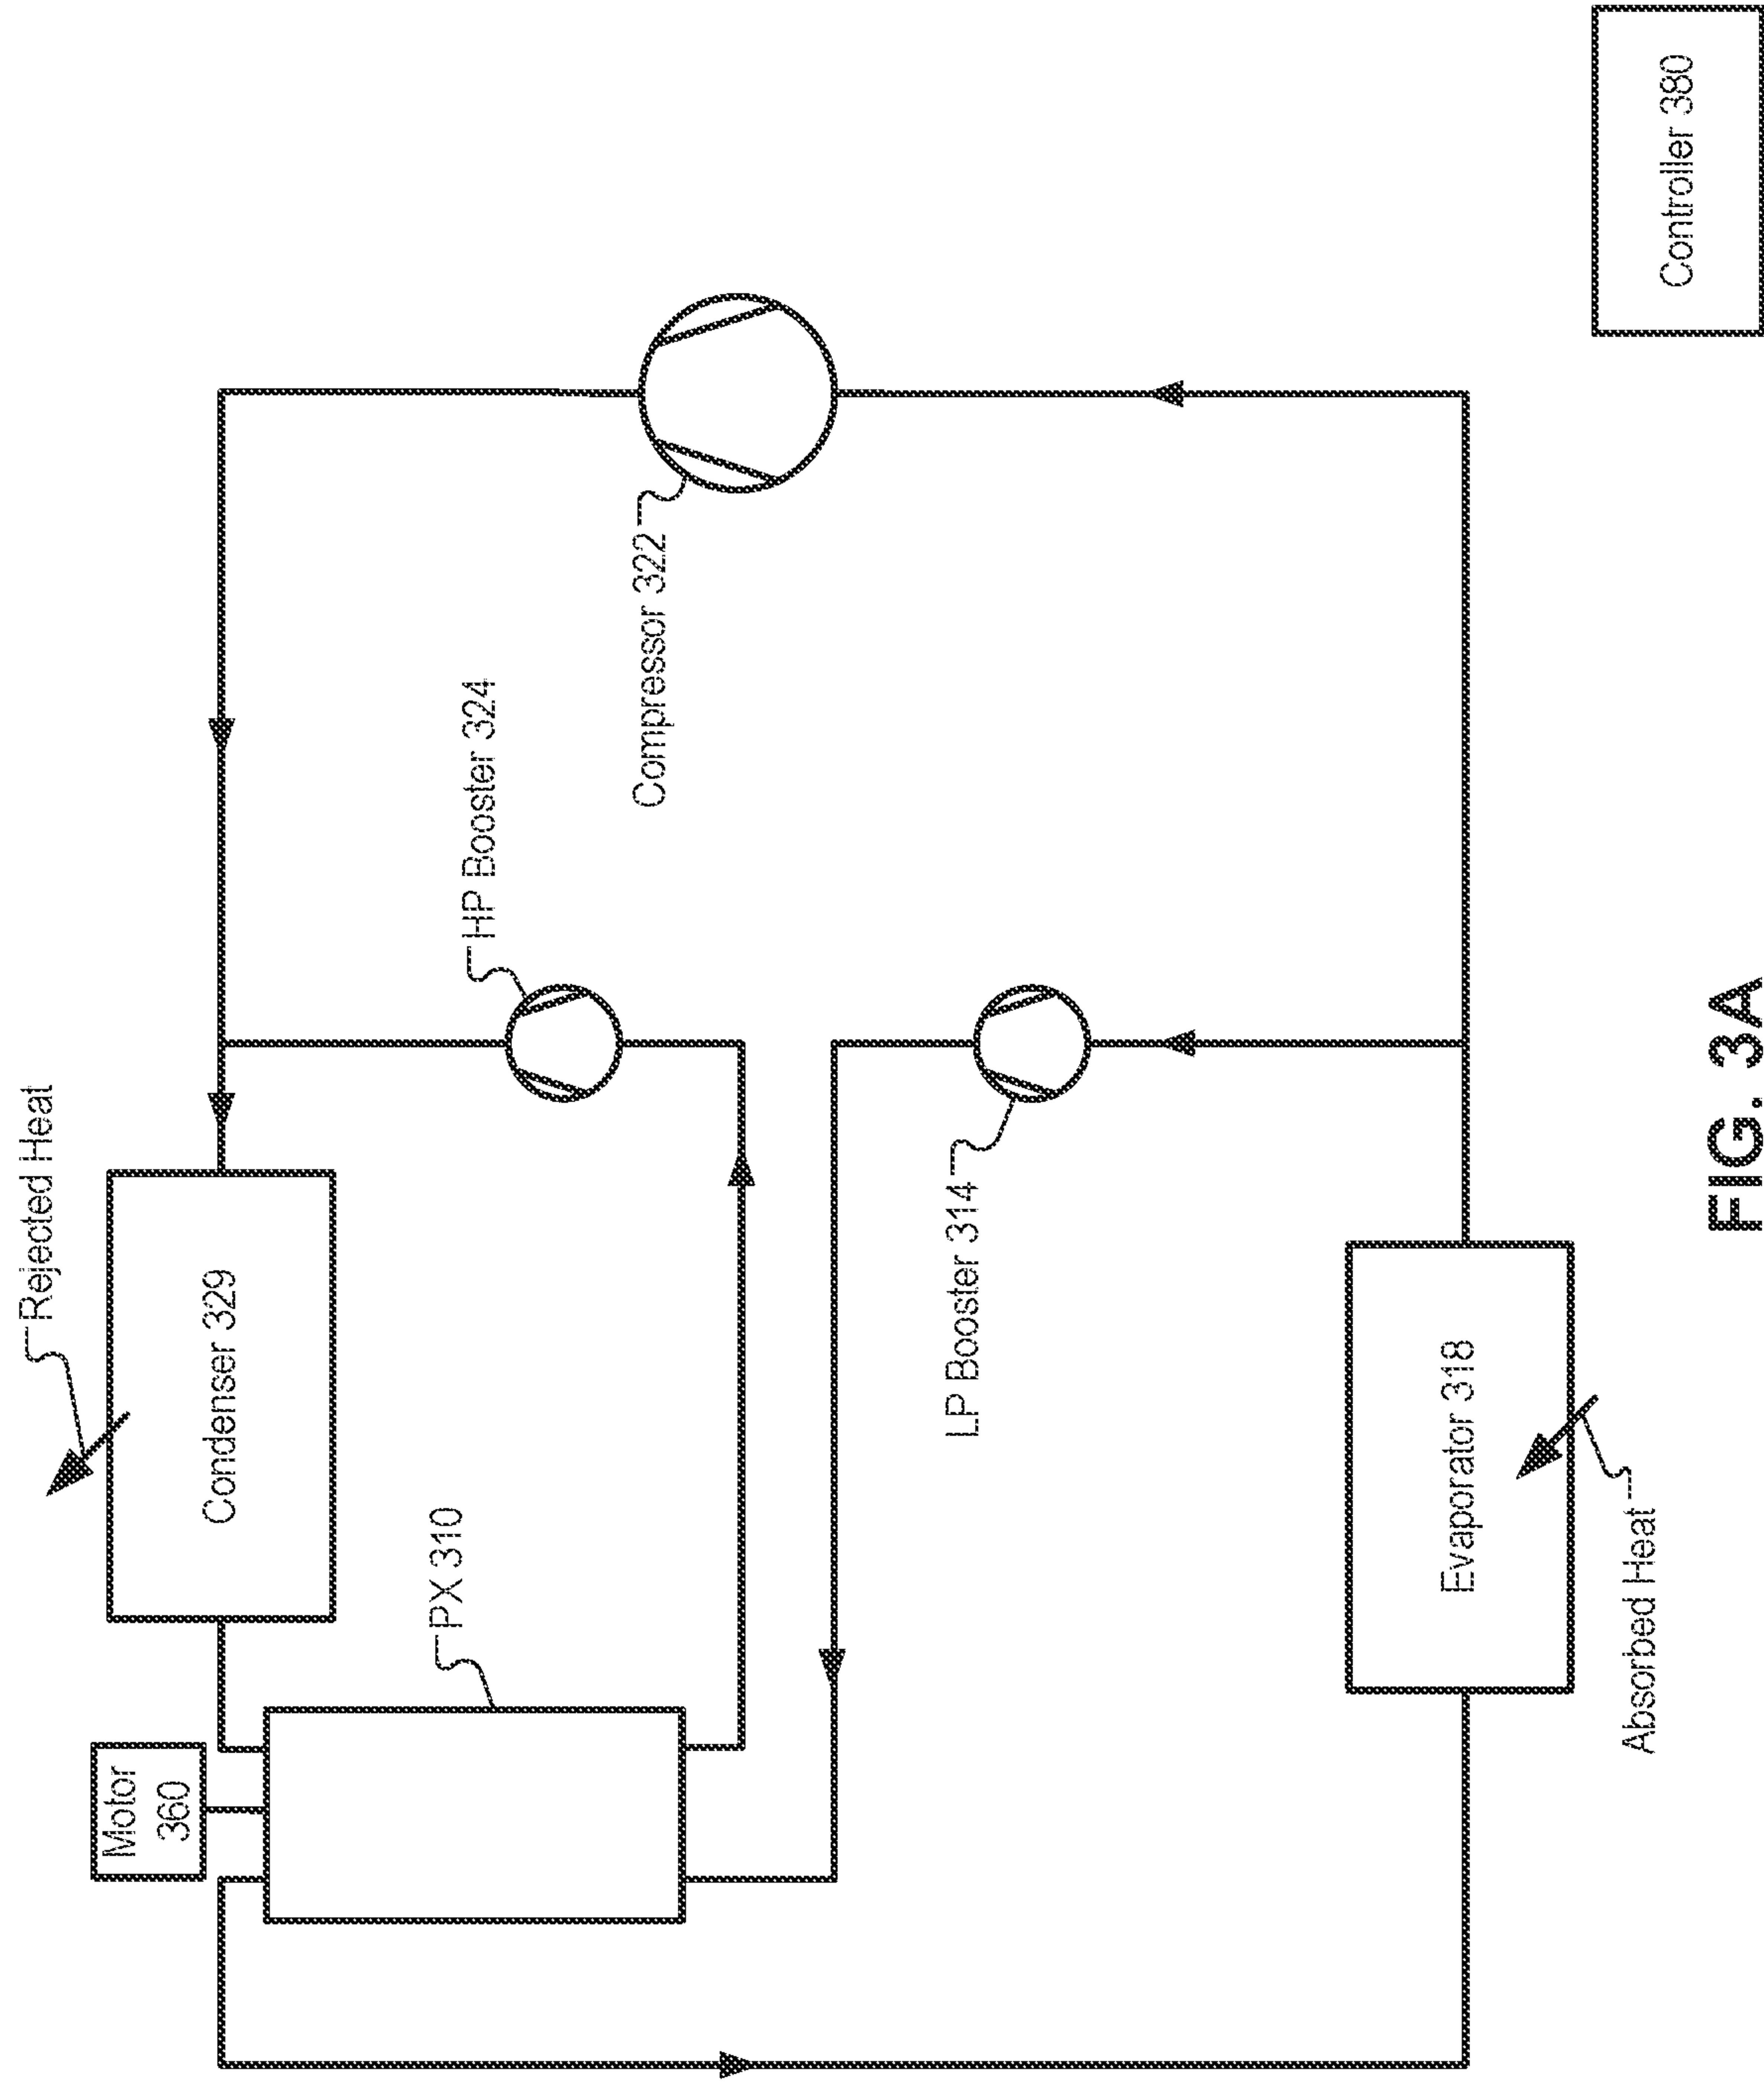 Rejected Heat
Condenser 329
Motor
360
PX 310
HP Booster 324
Compressor 322
LP Booster 314
Evaporator 318
Absorbed Heat
Controller 380
FIG. 3A